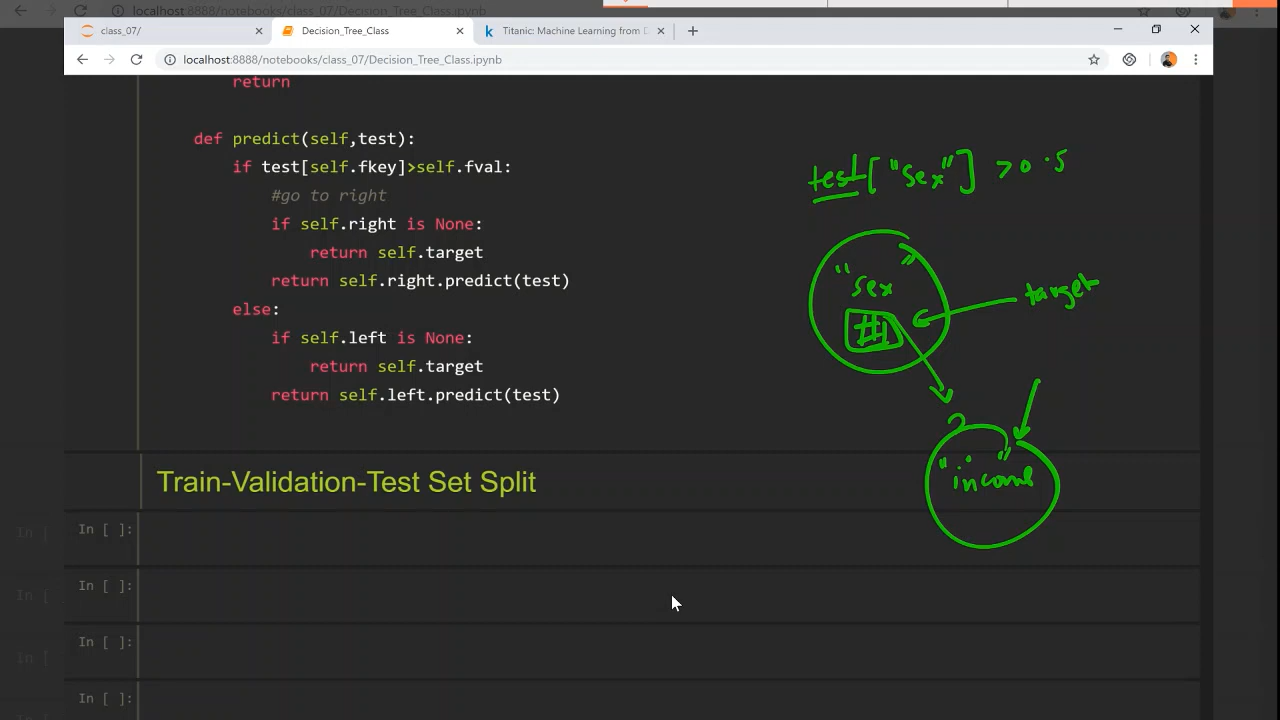 localhost:8888/notebooks/class_07/Decision_Tree_Class.ipynb
class_07/
Decision_Tree_Class
Titanic: Machine Learning from D
localhost:8888/notebooks/class_07/Decision_Tree_Class.ipynb
return
def predict(self,test):
if test[self.fkey]>self.fval:
#go to right
if self.right is None:
return self.target
return self.right.predict(test)
else:
if self.left is None:
return self.target
return self.left.predict(test)
test["sex"] >0.5
"sex"
#1
target
"income"
Train-Validation-Test Set Split
In [ ]:
In [ ]:
In [ ]:
In [ ]: